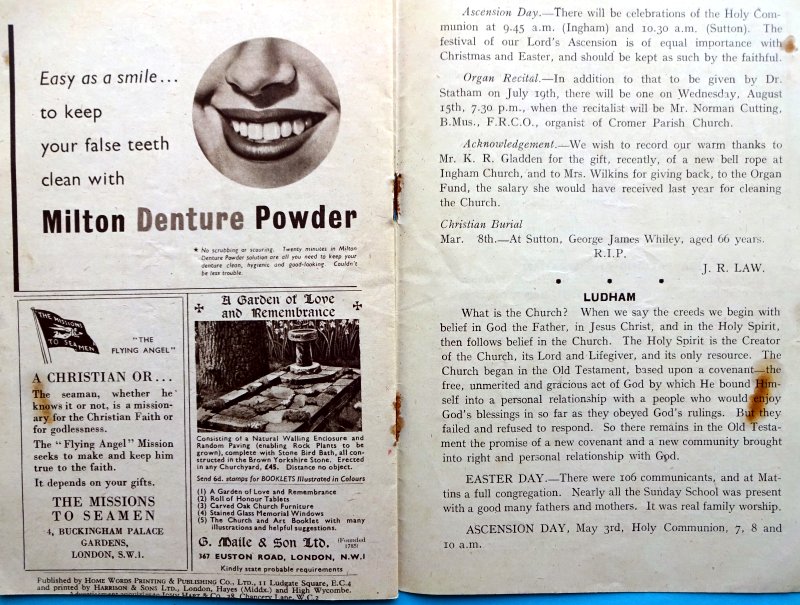 Easy as a smile...
to keep
your false teeth
clean with
Milton Denture Powder
★ No scrubbing or scouring. Twenty minutes in Milton
Denture Powder solution are all you need to keep your
denture clean, hygienic and good-looking. Couldn't
be less trouble.
THE MISSIONS
TO SEAMEN
"THE
FLYING ANGEL"
A CHRISTIAN OR...
The seaman, whether he
knows it or not, is a mission-
ary for the Christian Faith or
for godlessness.
The "Flying Angel" Mission
seeks to make and keep him
true to the faith.
It depends on your gifts.
THE MISSIONS
TO SEAMEN
4, BUCKINGHAM PALACE
GARDENS,
LONDON, S.W.1.
A Garden of Love
and Remembrance
Consisting of a Natural Walling Enclosure and
Random Paving (enabling Rock Plants to be
grown), complete with Stone Bird Bath, all con-
structed in the Brown Yorkshire Stone. Erected
in any Churchyard, £45. Distance no object.
Send 6d. stamps for BOOKLETS Illustrated in Colours
(1) A Garden of Love and Remembrance
(2) Roll of Honour Tablets
(3) Carved Oak Church Furniture
(4) Stained Glass Memorial Windows
(5) The Church and Art Booklet with many
illustrations and helpful suggestions.
G. Maile & Son Ltd. (Founded
1785)
367 EUSTON ROAD, LONDON, N.W.1
Kindly state probable requirements
Published by HOME WORDS PRINTING & PUBLISHING CO., LTD., 11 Ludgate Square, E.C.4
and printed by HARRISON & SONS LTD., London, Hayes (Middx.) and High Wycombe.
Ascension Day.—There will be celebrations of the Holy Com-
munion at 9.45 a.m. (Ingham) and 10.30 a.m. (Sutton). The
festival of our Lord's Ascension is of equal importance with
Christmas and Easter, and should be kept as such by the faithful.
Organ Recital.—In addition to that to be given by Dr.
Statham on July 19th, there will be one on Wednesday, August
15th, 7.30 p.m., when the recitalist will be Mr. Norman Cutting,
B.Mus., F.R.C.O., organist of Cromer Parish Church.
Acknowledgement.—We wish to record our warm thanks to
Mr. K. R. Gladden for the gift, recently, of a new bell rope at
Ingham Church, and to Mrs. Wilkins for giving back, to the Organ
Fund, the salary she would have received last year for cleaning
the Church.
Christian Burial
Mar. 8th.—At Sutton, George James Whiley, aged 66 years.
R.I.P.
J. R. LAW.
LUDHAM
What is the Church? When we say the creeds we begin with
belief in God the Father, in Jesus Christ, and in the Holy Spirit,
then follows belief in the Church. The Holy Spirit is the Creator
of the Church, its Lord and Lifegiver, and its only resource. The
Church began in the Old Testament, based upon a covenant—the
free, unmerited and gracious act of God by which He bound Him-
self into a personal relationship with a people who would enjoy
God's blessings in so far as they obeyed God's rulings. But they
failed and refused to respond. So there remains in the Old Testa-
ment the promise of a new covenant and a new community brought
into right and personal relationship with God.
EASTER DAY.—There were 106 communicants, and at Mat-
tins a full congregation. Nearly all the Sunday School was present
with a good many fathers and mothers. It was real family worship.
ASCENSION DAY, May 3rd, Holy Communion, 7, 8 and
10 a.m.